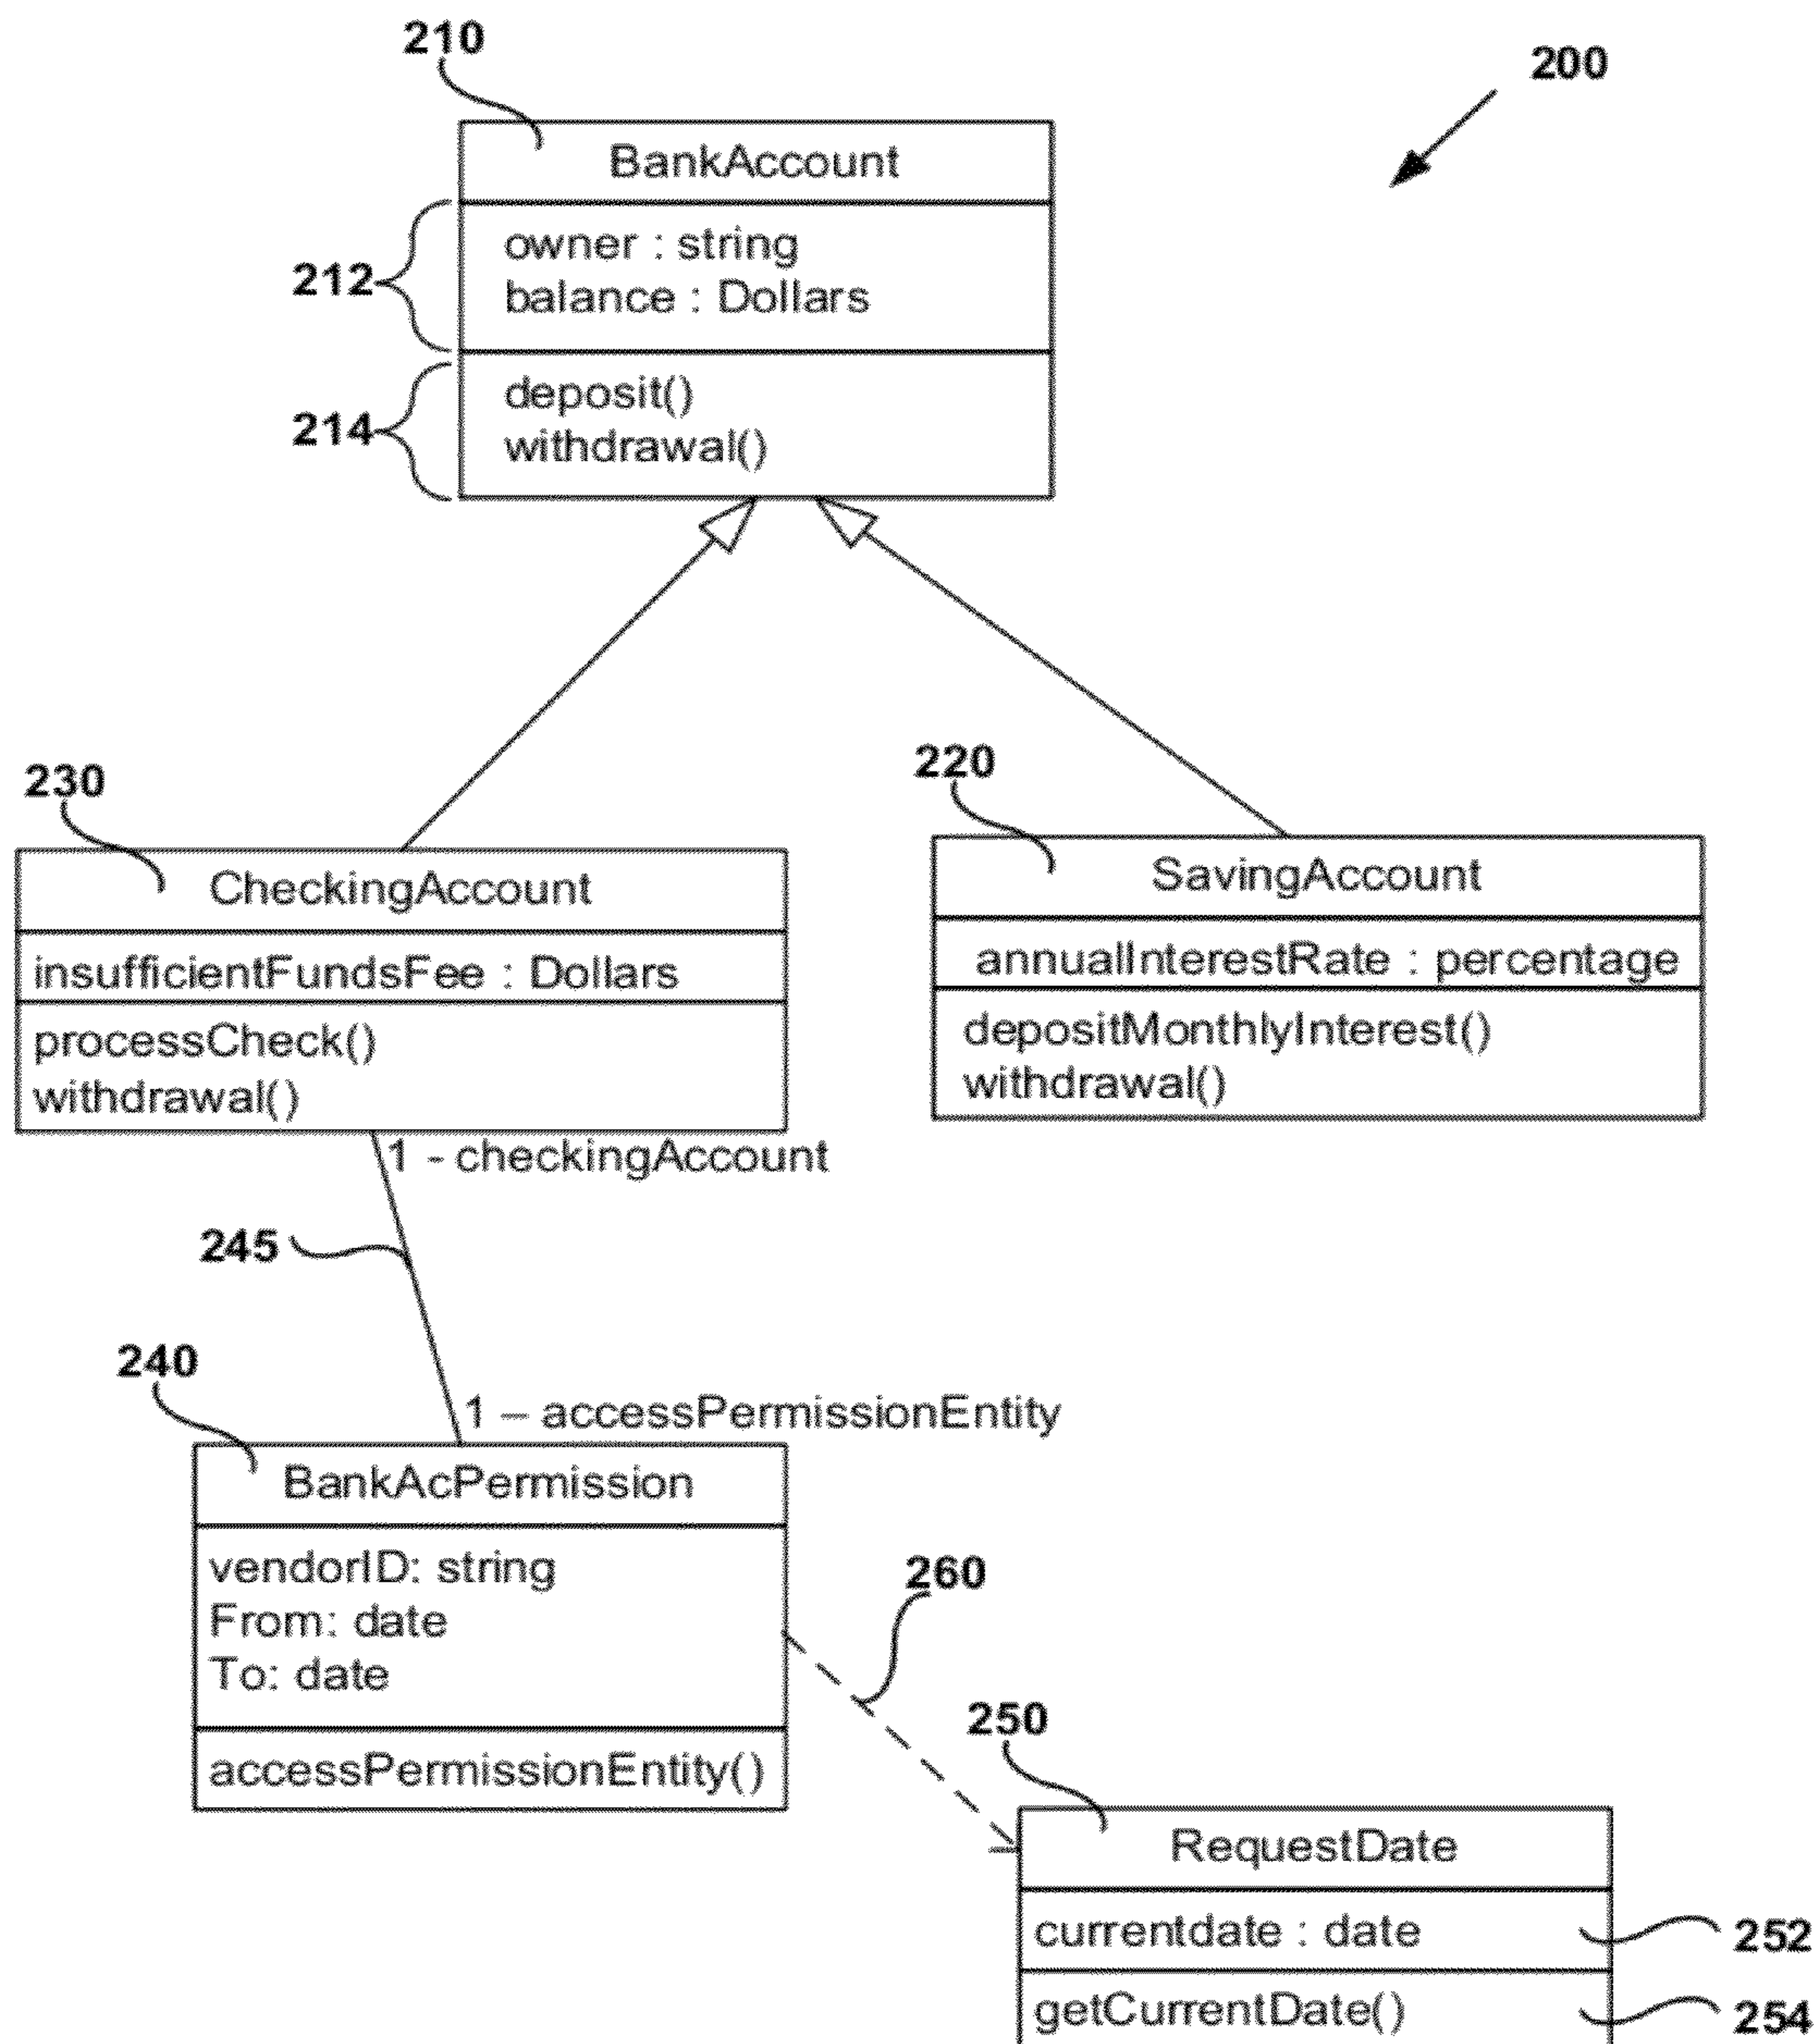 210
200
BankAccount
212
owner : string
balance : Dollars
214
deposit()
withdrawal()
230
220
CheckingAccount
insufficientFundsFee : Dollars
processCheck()
withdrawal()
SavingAccount
annualInterestRate : percentage
depositMonthlyInterest()
withdrawal()
1 - checkingAccount
245
240
1 – accessPermissionEntity
BankAcPermission
vendorID: string
From: date
To: date
accessPermissionEntity()
260
250
RequestDate
currentdate : date
252
getCurrentDate()
254